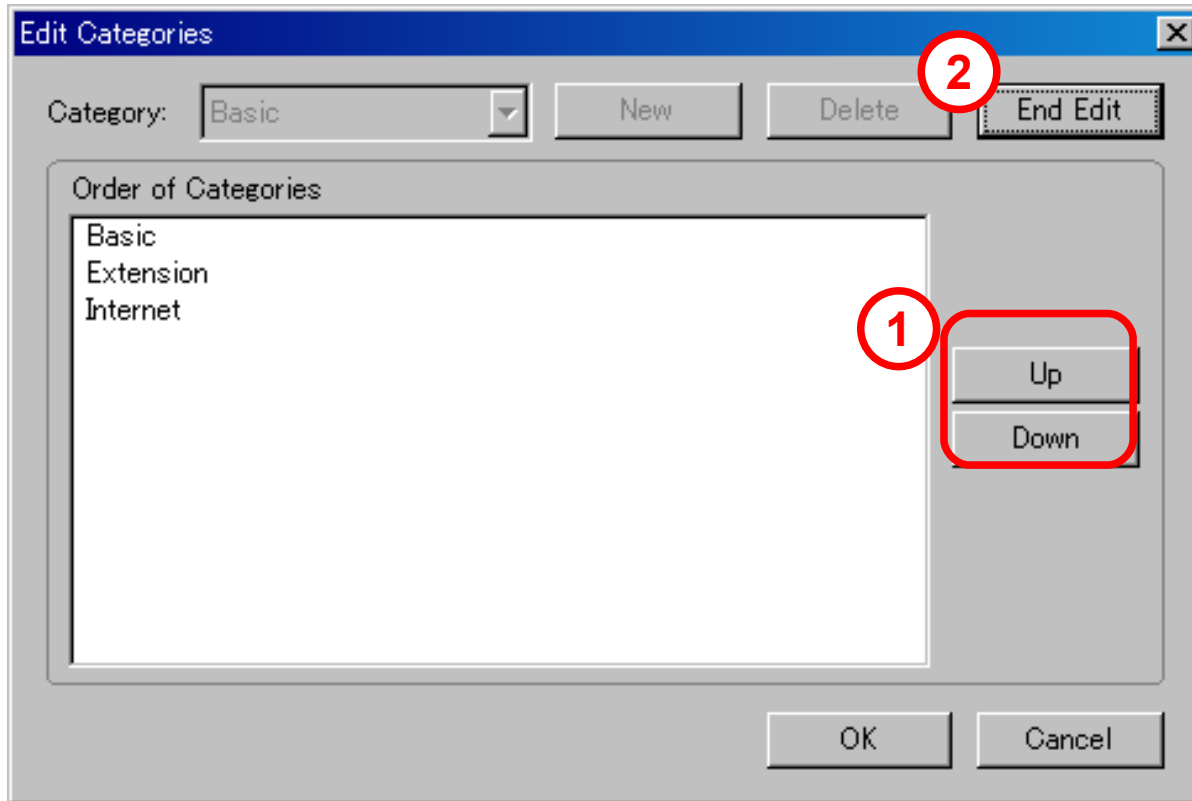 Edit Categories
2
Category: Basic New Delete End Edit
Order of Categories
Basic
Extension
Internet
1
Up
Down
OK Cancel